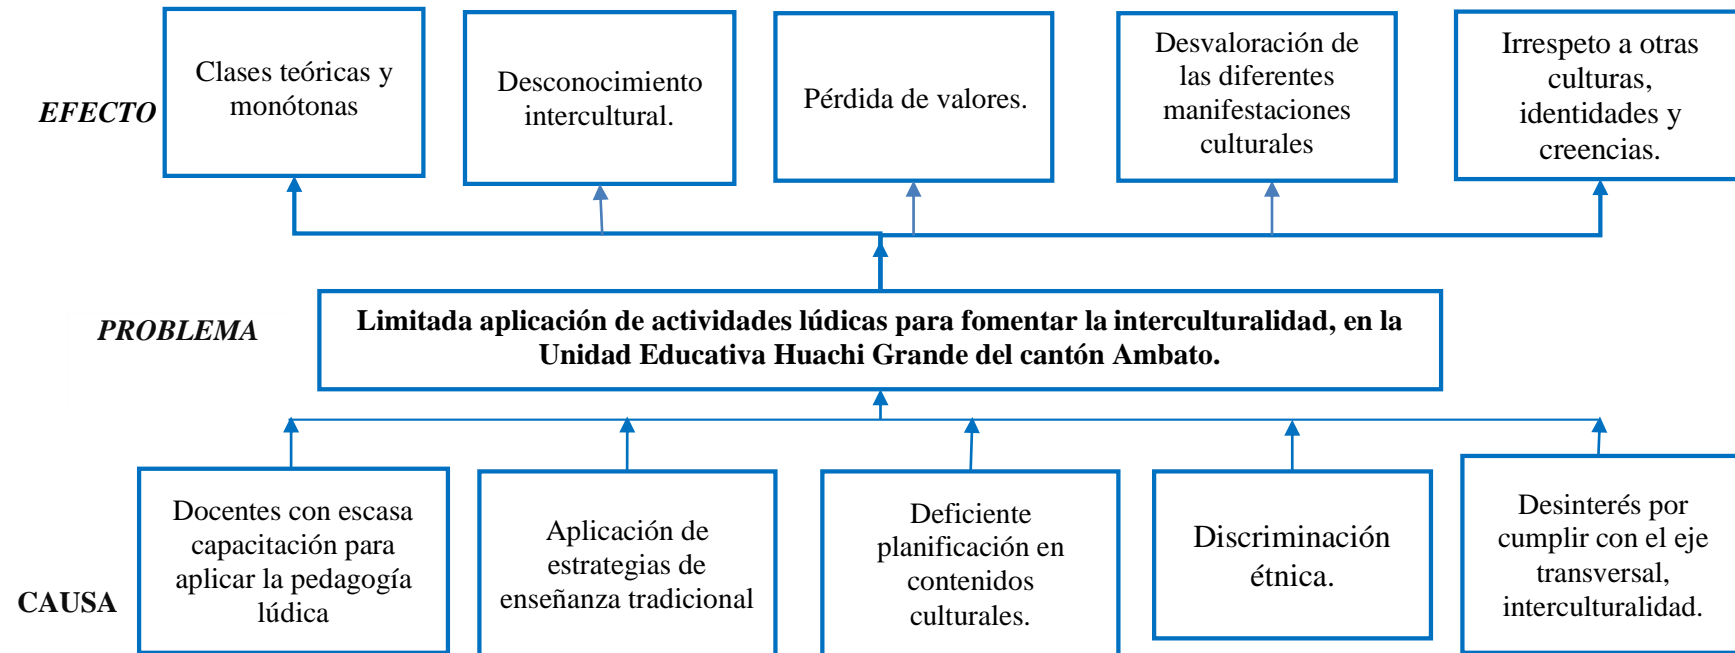 EFECTO
Clases teóricas y
monótonas
Desconocimiento
intercultural.
Pérdida de valores.
Desvaloración de
las diferentes
manifestaciones
culturales
Irrespeto a otras
culturas,
identidades y
creencias.
PROBLEMA
Limitada aplicación de actividades lúdicas para fomentar la interculturalidad, en la
Unidad Educativa Huachi Grande del cantón Ambato.
CAUSA
Docentes con escasa
capacitación para
aplicar la pedagogía
lúdica
Aplicación de
estrategias de
enseñanza tradicional
Deficiente
planificación en
contenidos
culturales.
Discriminación
étnica.
Desinterés por
cumplir con el eje
transversal,
interculturalidad.